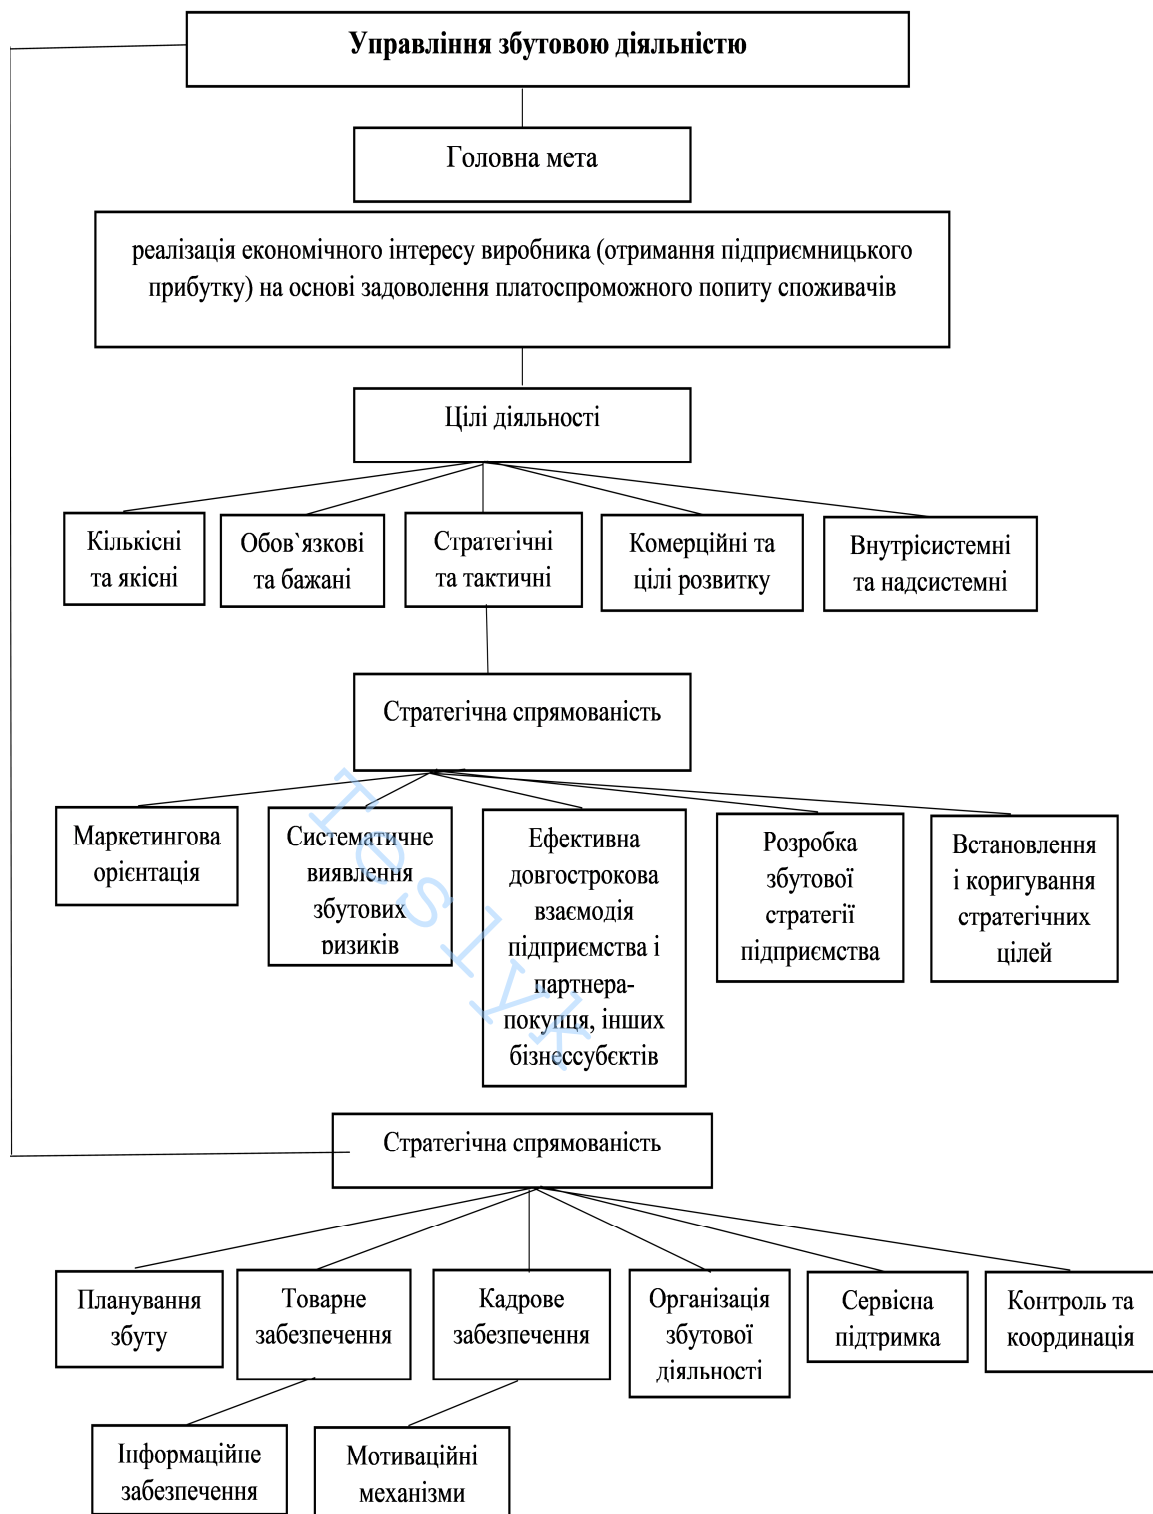 Управління збутовою діяльністю
Головна мета
реалізація економічного інтересу виробника (отримання підприємницького
прибутку) на основі задоволення платоспроможного попиту споживачів
Цілі діяльності
Кількісні
та якісні
Обов`язкові
та бажані
Стратегічні
та тактичні
Комерційні та
цілі розвитку
Внутрісистемні
та надсистемні
Стратегічна спрямованість
Маркетингова
орієнтація
Систематичне
виявлення
збутових
ризиків
Ефективна
довгострокова
взаємодія
підприємства і
партнера-
покупця, інших
бізнессубєктів
Розробка
збутової
стратегії
підприємства
Встановлення
і коригування
стратегічних
цілей
Teslyk
Стратегічна спрямованість
Планування
збуту
Товарне
забезпечення
Кадрове
забезпечення
Організація
збутової
діяльності
Сервісна
підтримка
Контроль та
координація
Інформаційне
забезпечення
Мотиваційні
механізми